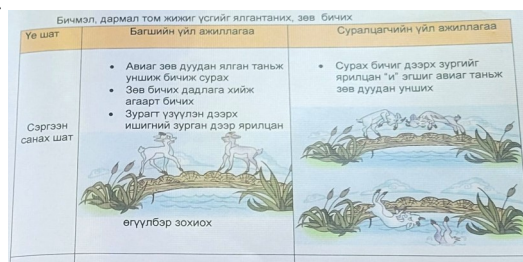 Бичмэл, дармал том жижиг үсгийг ялгантаних, зөв бичих
Үе шат
Багшийн үйл ажиллагаа
Суралцагчийн үйл ажиллагаа
Сэргээн
санах шат
• Авиаг зөв дуудан ялган таньж
уншиж бичиж сурах
• Зөв бичих дадлага хийж
агаарт бичих
• Зурагт үзүүлэн дээрх
ишигний зурган дээр ярилцан
өгүүлбэр зохиох
• Сурах бичиг дээрх зургийг
ярилцан "и" эгшиг авиаг таньж
зөв дуудан унших